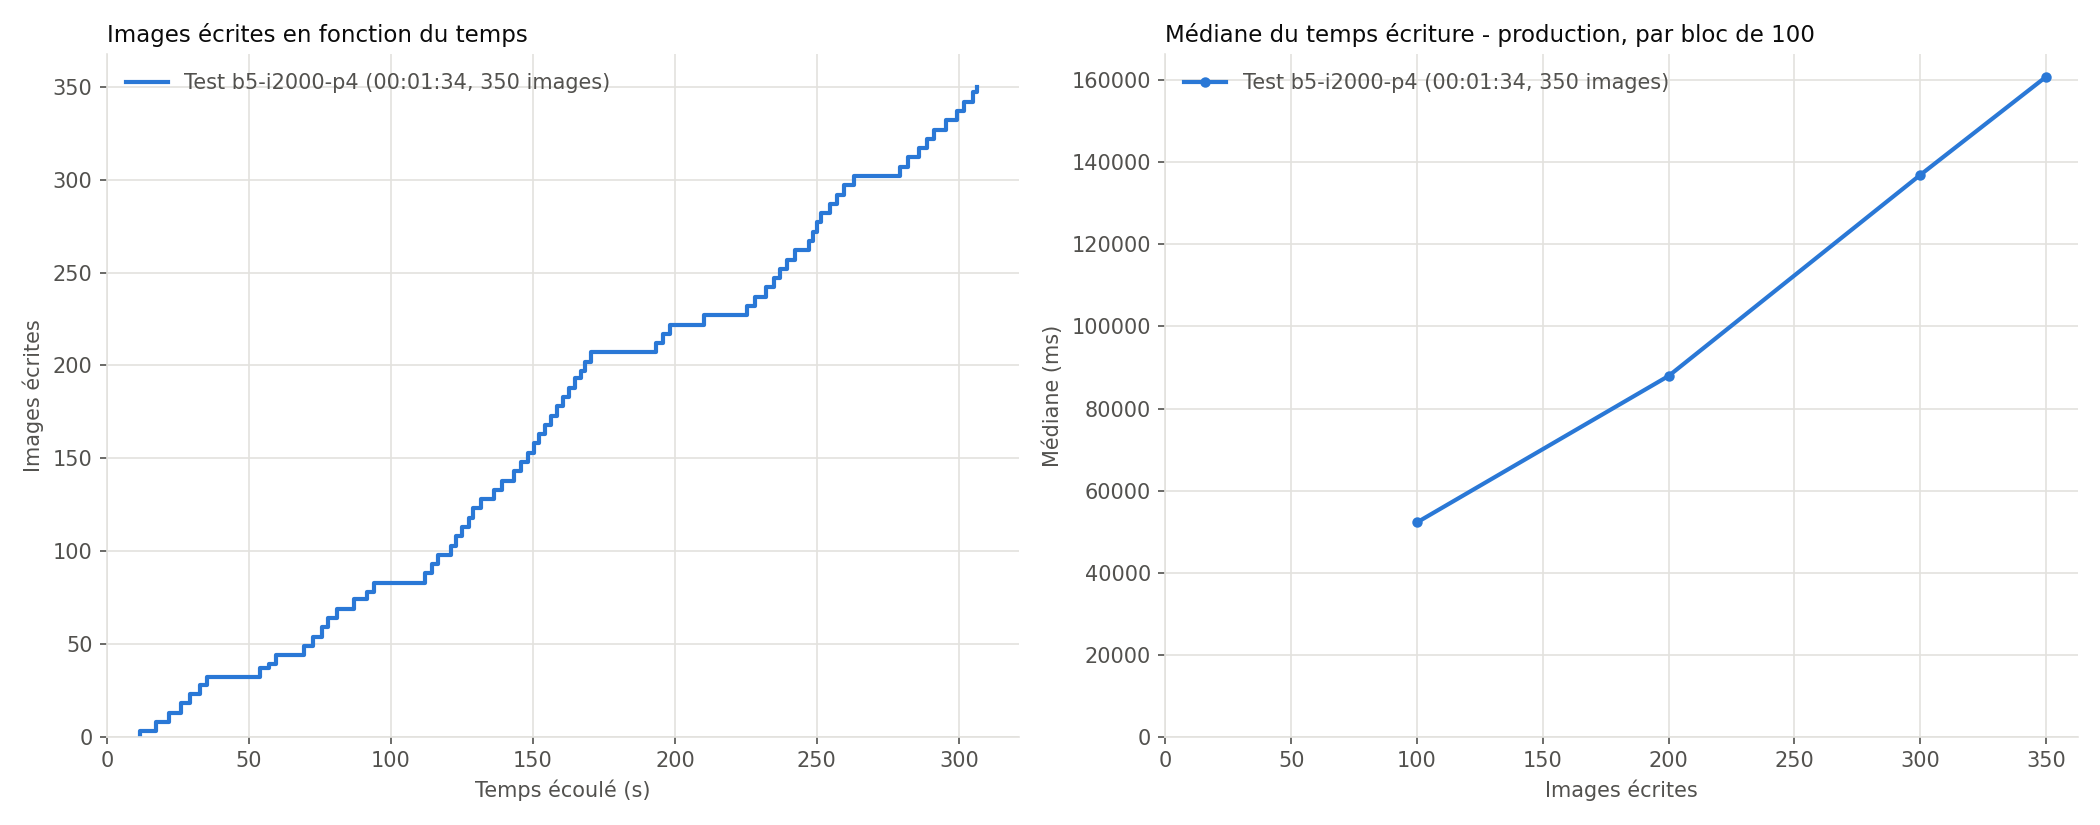 Images écrites en fonction du temps
Test b5-i2000-p4 (00:01:34, 350 images)
350
300
250
200
150
100
50
0
Images écrites
0 50 100 150 200 250 300
Temps écoulé (s)
Médiane du temps écriture - production, par bloc de 100
Test b5-i2000-p4 (00:01:34, 350 images)
160000
140000
120000
100000
80000
60000
40000
20000
0
Médiane (ms)
0 50 100 150 200 250 300 350
Images écrites